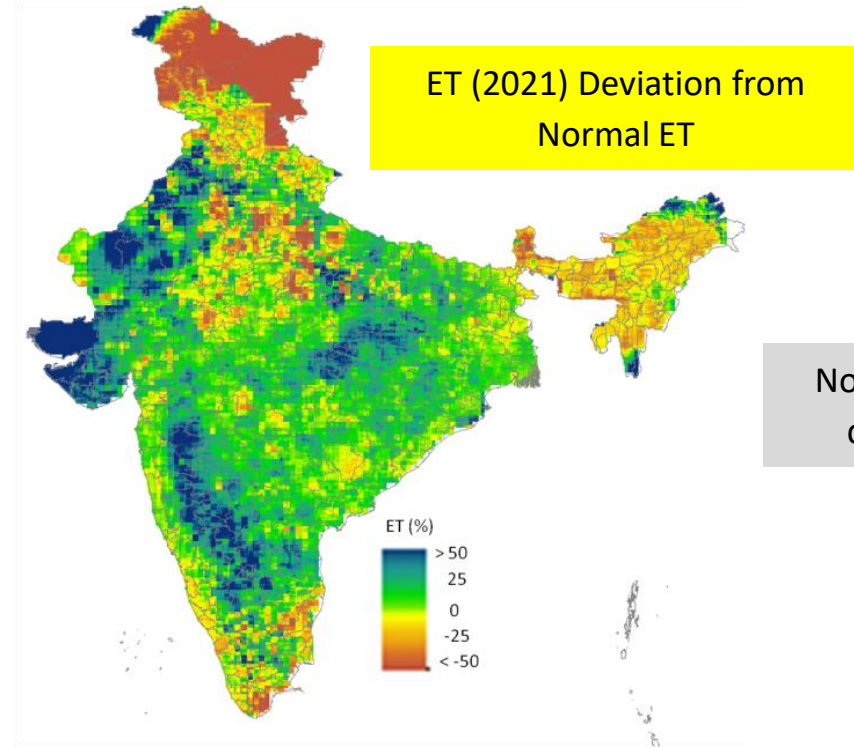 ET (2021) Deviation from
Normal ET
ET (%)
> 50
25
0
-25
< -50